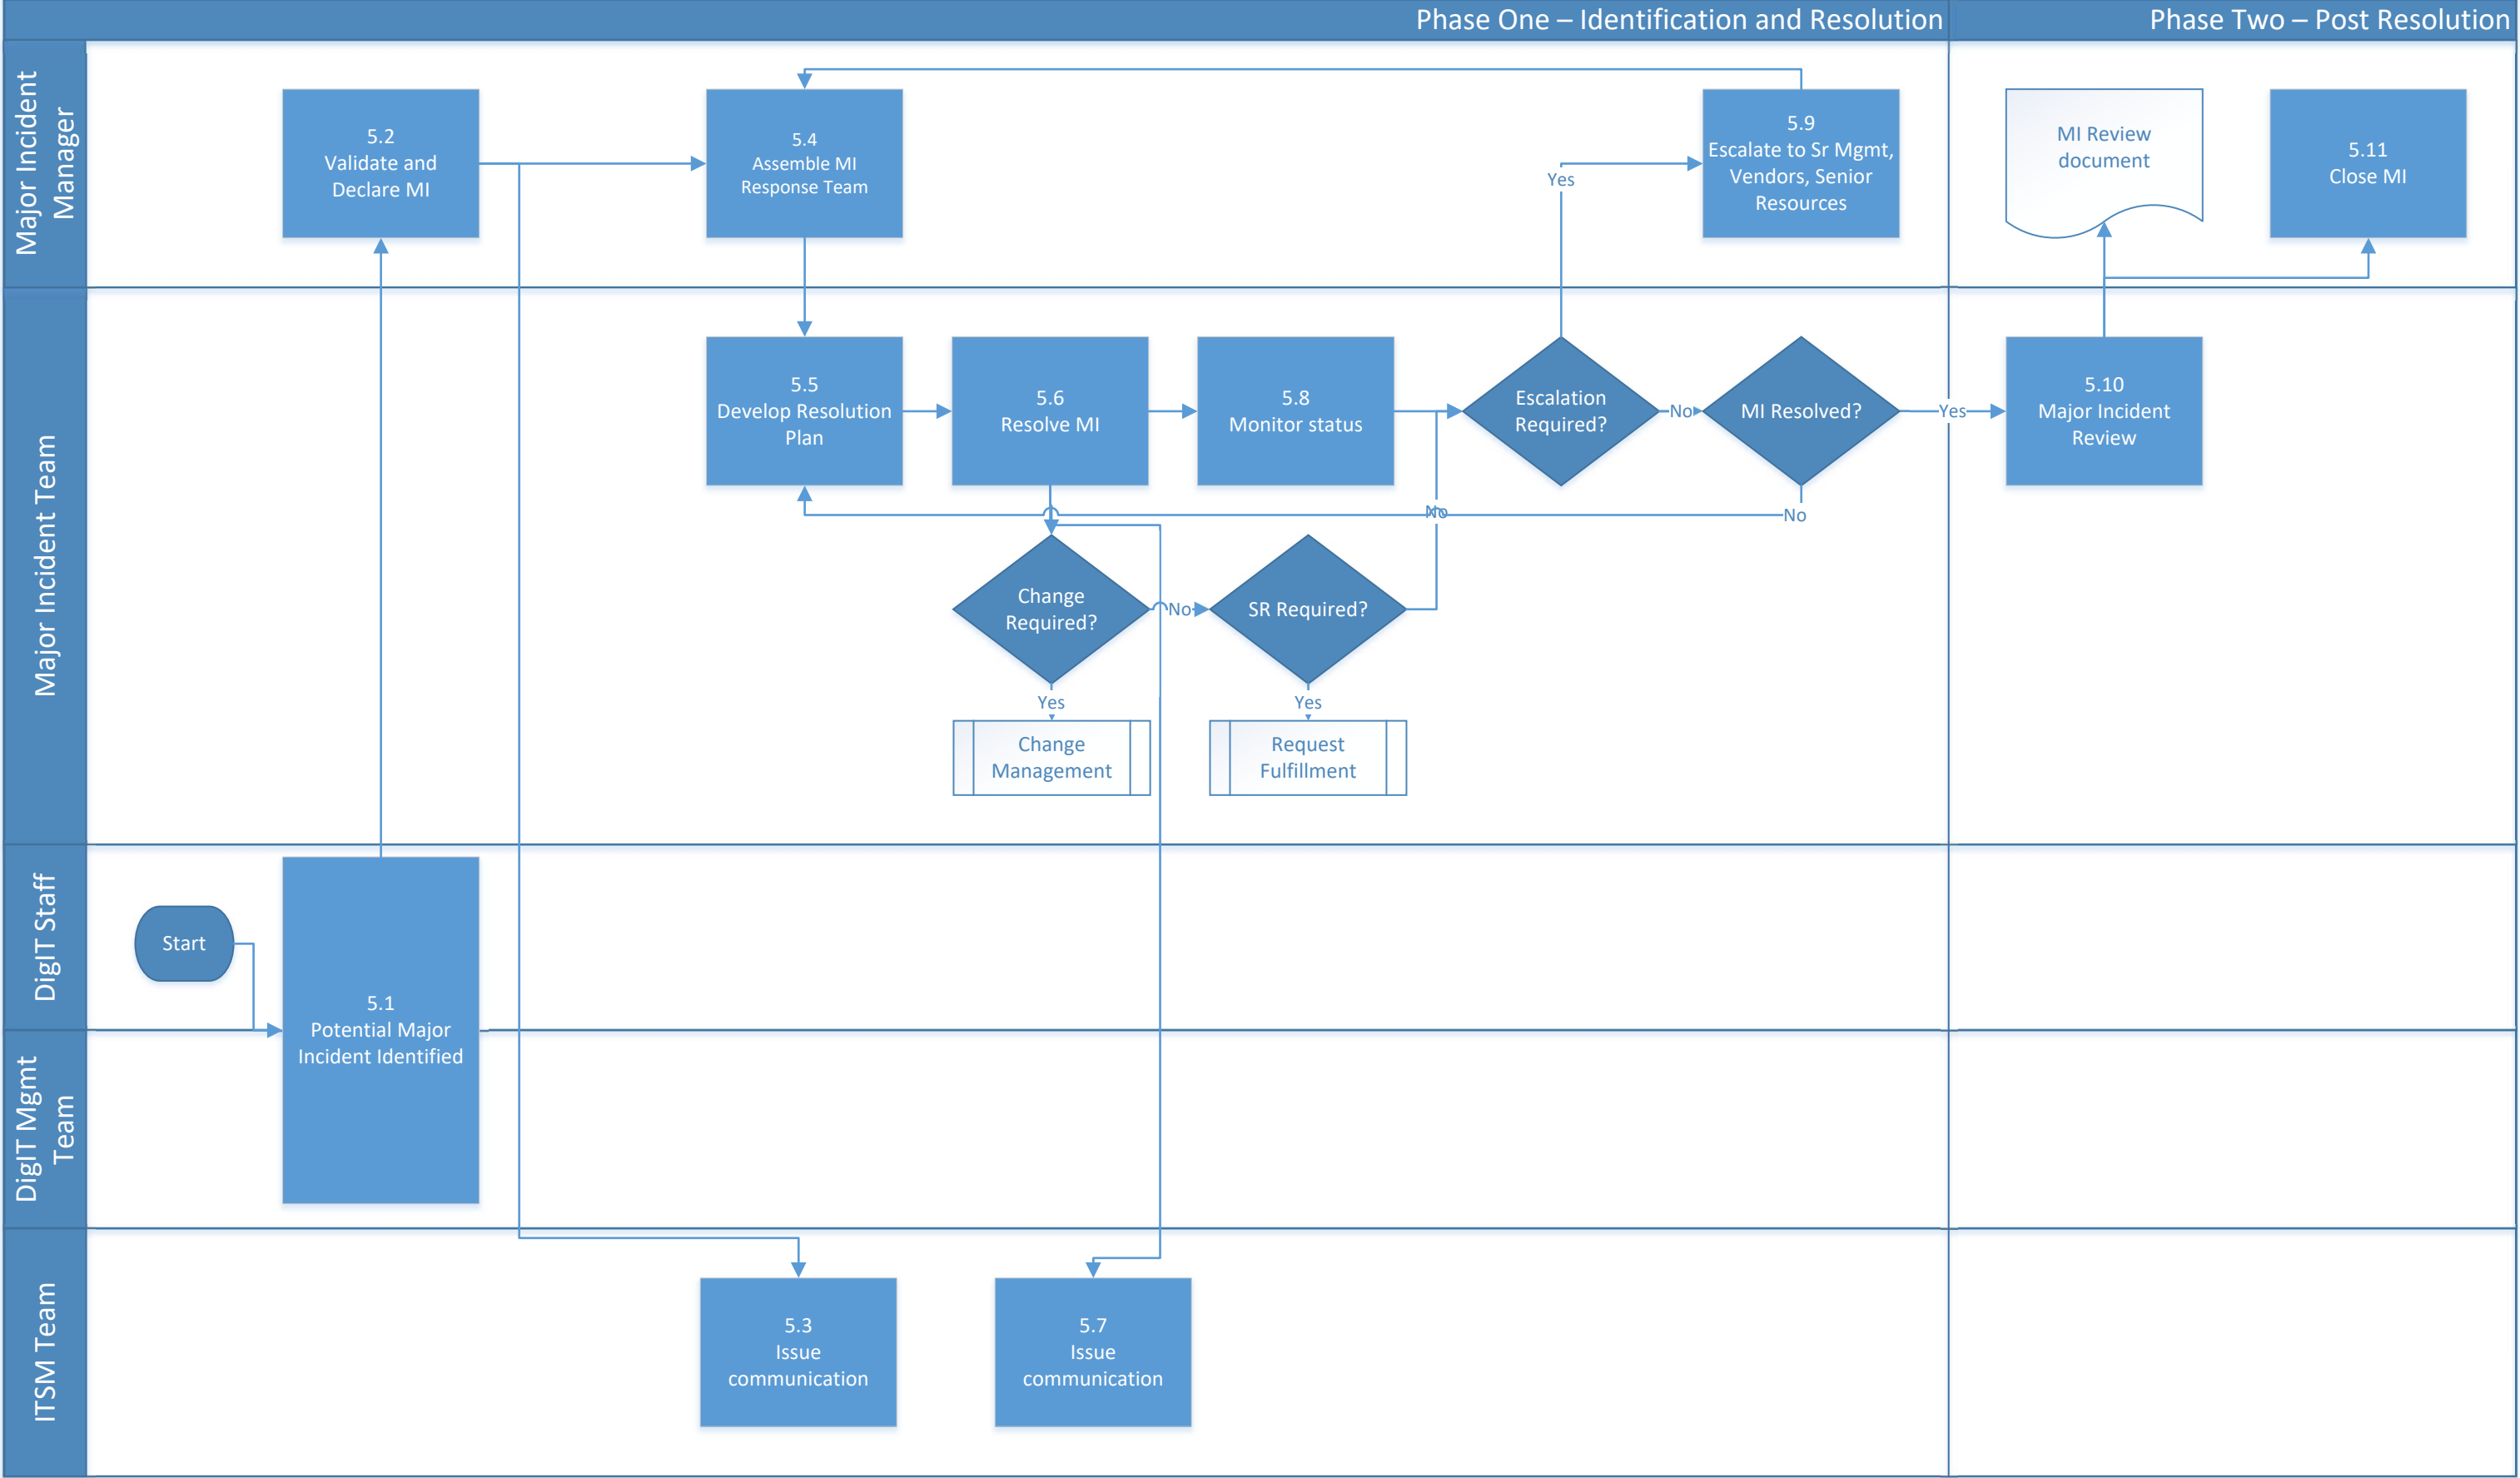 Phase One – Identification and Resolution
Phase Two – Post Resolution
Major Incident
Manager
5.2
Validate and
Declare MI
5.4
Assemble MI
Response Team
Yes
5.9
Escalate to Sr Mgmt,
Vendors, Senior
Resources
MI Review
document
5.11
Close MI
Major Incident Team
5.5
Develop Resolution
Plan
5.6
Resolve MI
5.8
Monitor status
Escalation
Required?
No
MI Resolved?
Yes
5.10
Major Incident
Review
No
No
Change
Required?
No
SR Required?
Yes
Yes
Change
Management
Request
Fulfillment
DigIT Staff
Start
5.1
Potential Major
Incident Identified
DigIT Mgmt
Team
ITSM Team
5.3
Issue
communication
5.7
Issue
communication